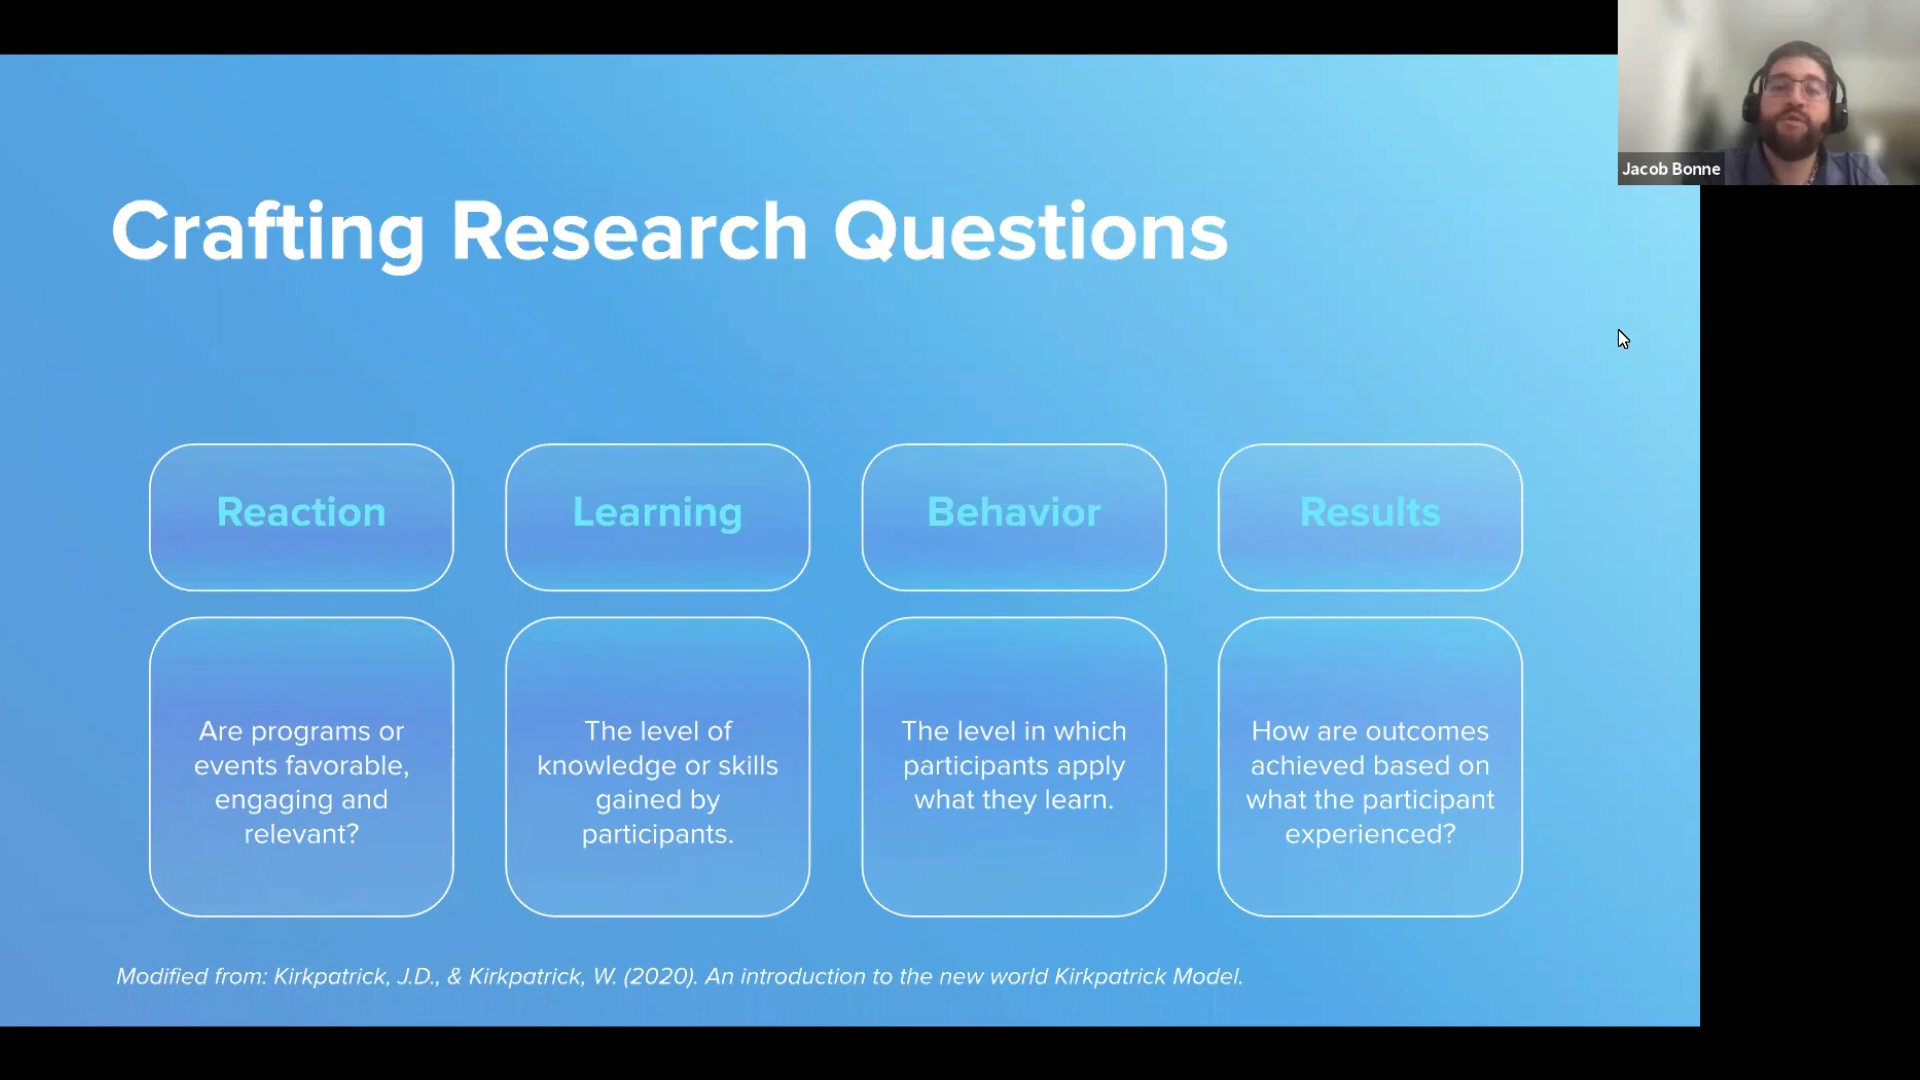 Jacob Bonne
Crafting Research Questions
Reaction
Are programs or
events favorable,
engaging and
relevant?
Learning
The level of
knowledge or skills
gained by
participants.
Behavior
The level in which
participants apply
what they learn.
Results
How are outcomes
achieved based on
what the participant
experienced?
Modified from: Kirkpatrick, J.D., & Kirkpatrick, W. (2020). An introduction to the new world Kirkpatrick Model.